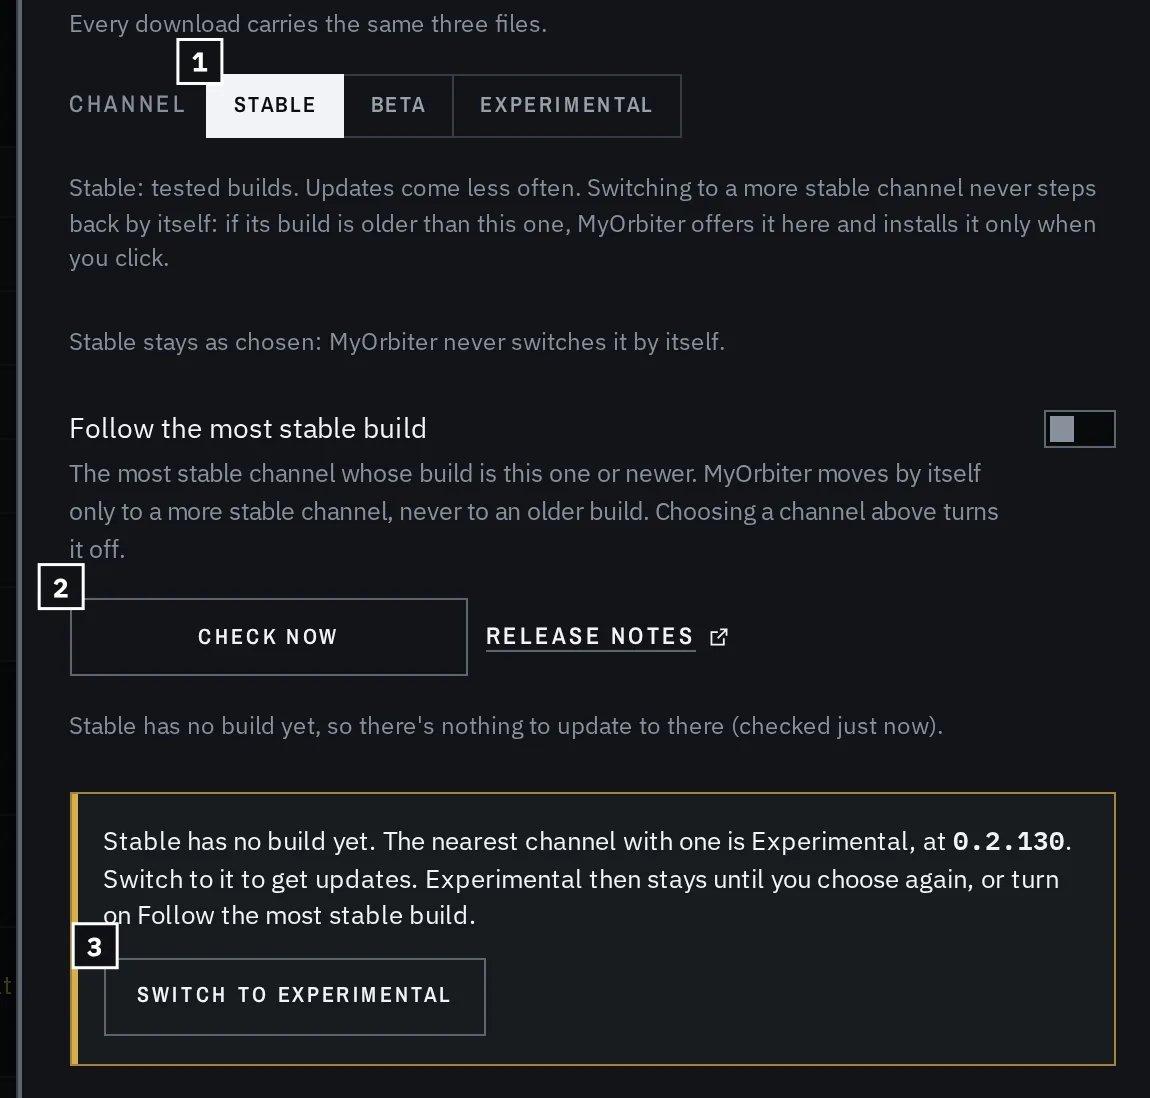 Every download carries the same three files.
1
CHANNEL STABLE BETA EXPERIMENTAL
Stable: tested builds. Updates come less often. Switching to a more stable channel never steps
back by itself: if its build is older than this one, MyOrbiter offers it here and installs it only when
you click.
Stable stays as chosen: MyOrbiter never switches it by itself.
Follow the most stable build
The most stable channel whose build is this one or newer. MyOrbiter moves by itself
only to a more stable channel, never to an older build. Choosing a channel above turns
it off.
2
CHECK NOW RELEASE NOTES
Stable has no build yet, so there's nothing to update to there (checked just now).
Stable has no build yet. The nearest channel with one is Experimental, at 0.2.130.
Switch to it to get updates. Experimental then stays until you choose again, or turn
on Follow the most stable build.
3
SWITCH TO EXPERIMENTAL